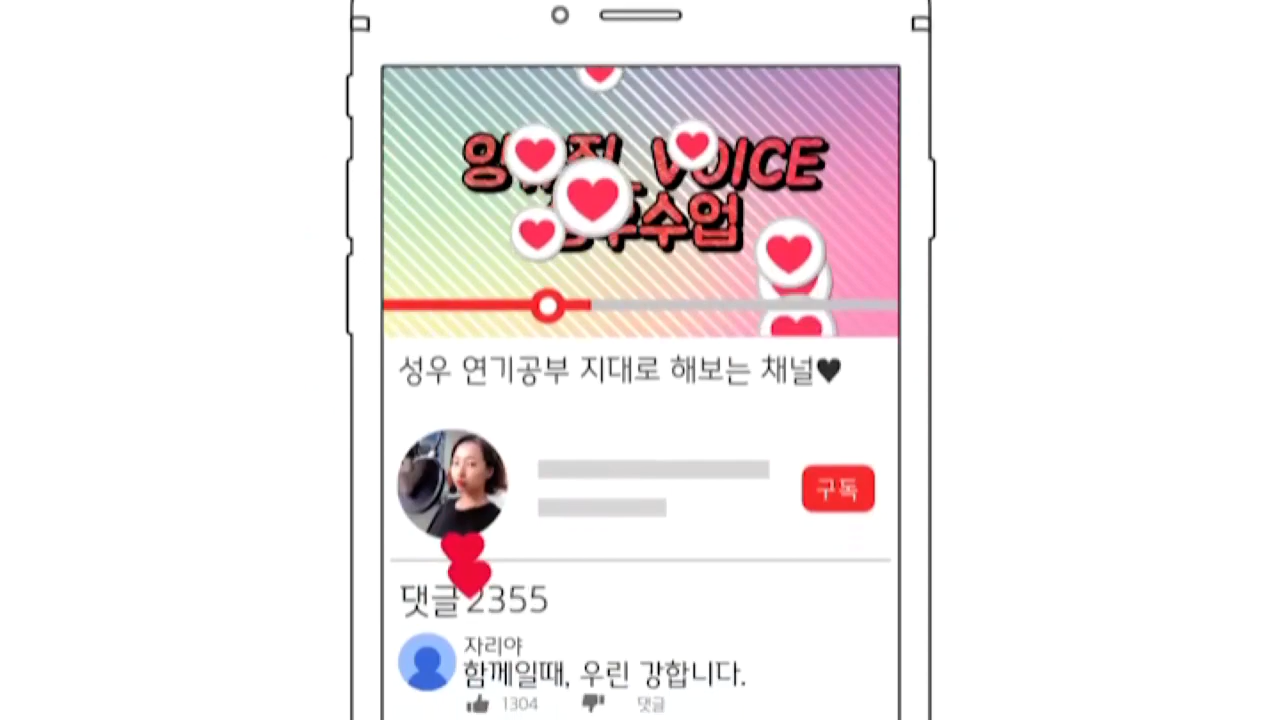 VOICE
성우수업
성우 연기공부 지대로 해보는 채널♥
구독
댓글 2355
자리야
함께일때, 우린 강합니다.
1304 댓글